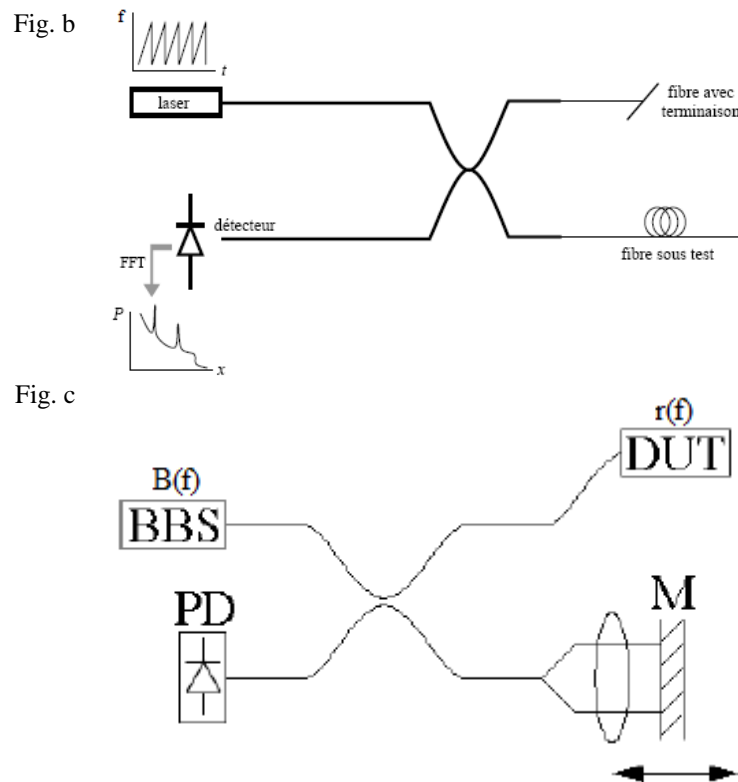 Fig. b
f
t
laser
fibre avec
terminaison
détecteur
FFT
fibre sous test
P
x
Fig. c
r(f)
DUT
B(f)
BBS
PD
M